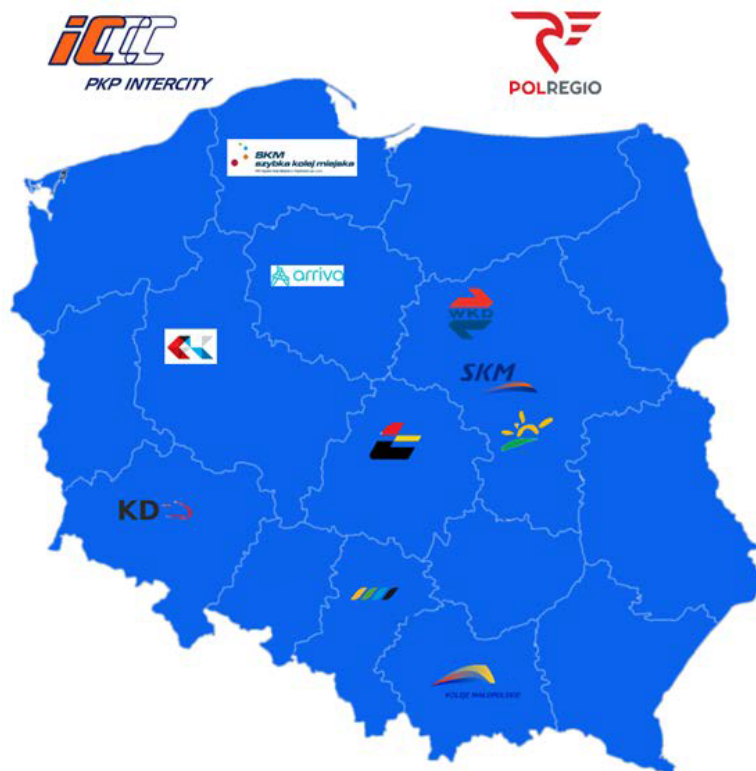 PKP INTERCITY
POLREGIO
SKM
szybka kolej miejska
arriva
WKD
SKM
KD
KOLEJE MAŁOPOLSKIE